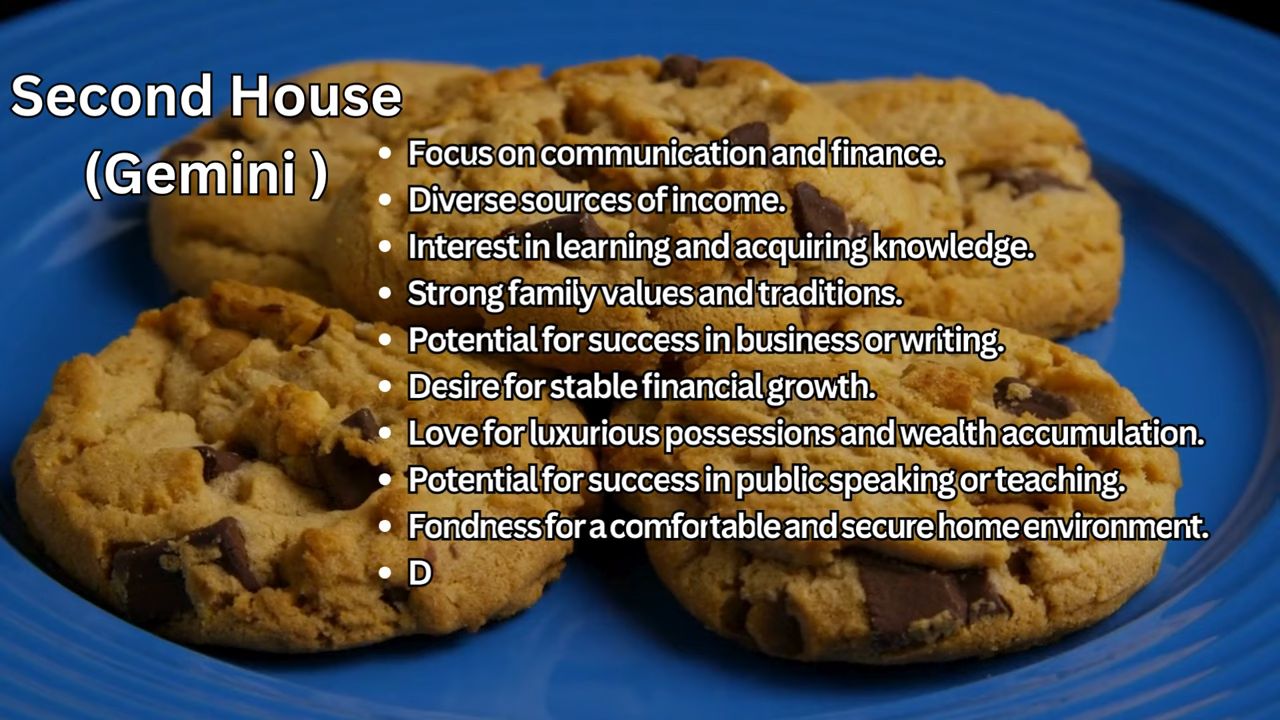 Second House
(Gemini )
• Focus on communication and finance.
• Diverse sources of income.
• Interest in learning and acquiring knowledge.
• Strong family values and traditions.
• Potential for success in business or writing.
• Desire for stable financial growth.
• Love for luxurious possessions and wealth accumulation.
• Potential for success in public speaking or teaching.
• Fondness for a comfortable and secure home environment.
• D